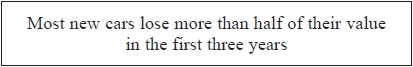 Most new cars lose more than half of their value
in the first three years